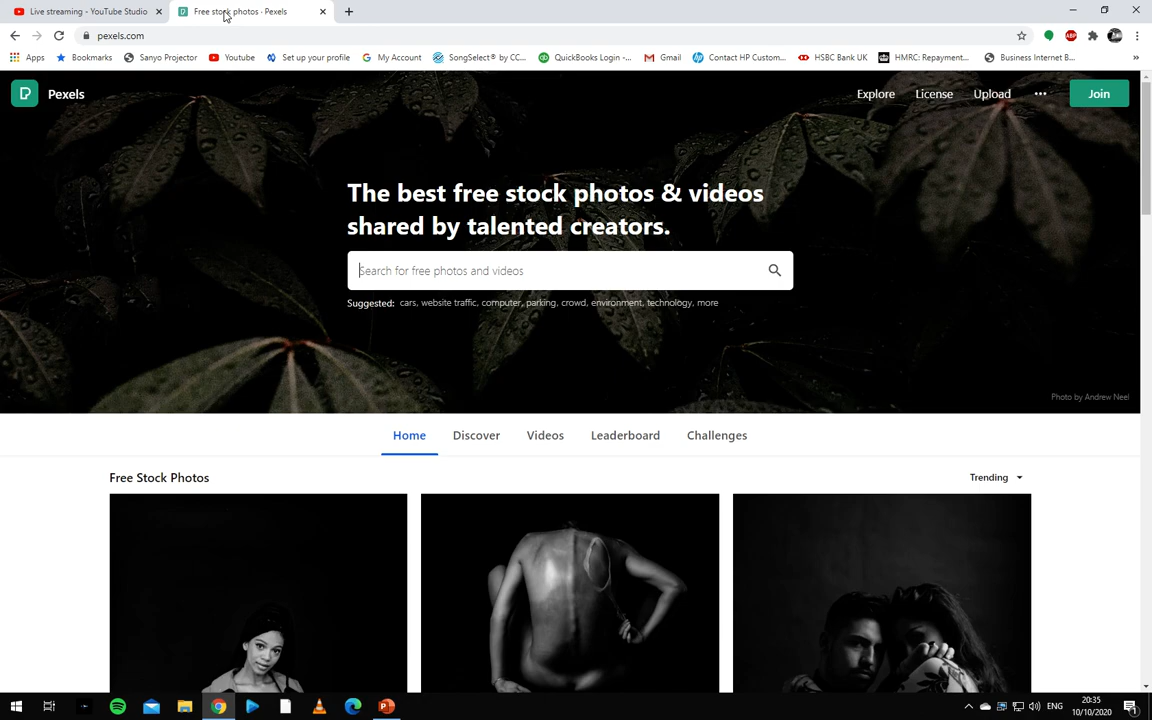 Live streaming - YouTube Studio
Free stock photos · Pexels
pexels.com
Apps Bookmarks Sanyo Projector Youtube Set up your profile My Account SongSelect® by CC... QuickBooks Login -... Gmail Contact HP Custom... HSBC Bank UK HMRC: Repayment... Business Internet B... »
Pexels
Explore License Upload ••• Join
The best free stock photos & videos
shared by talented creators.
Search for free photos and videos
Suggested: cars, website traffic, computer, parking, crowd, environment, technology, more
Photo by Andrew Neel
Home Discover Videos Leaderboard Challenges
Free Stock Photos
Trending
ENG
20:35
10/10/2020